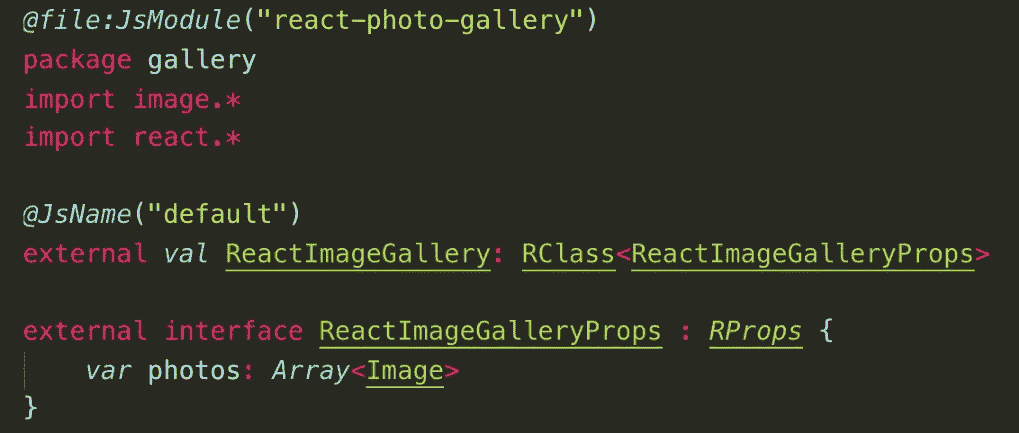 @file:JsModule("react-photo-gallery")
package gallery
import image.*
import react.*
@JsName("default")
external val ReactImageGallery: RClass<ReactImageGalleryProps>
external interface ReactImageGalleryProps : RProps {
var photos: Array<Image>
}